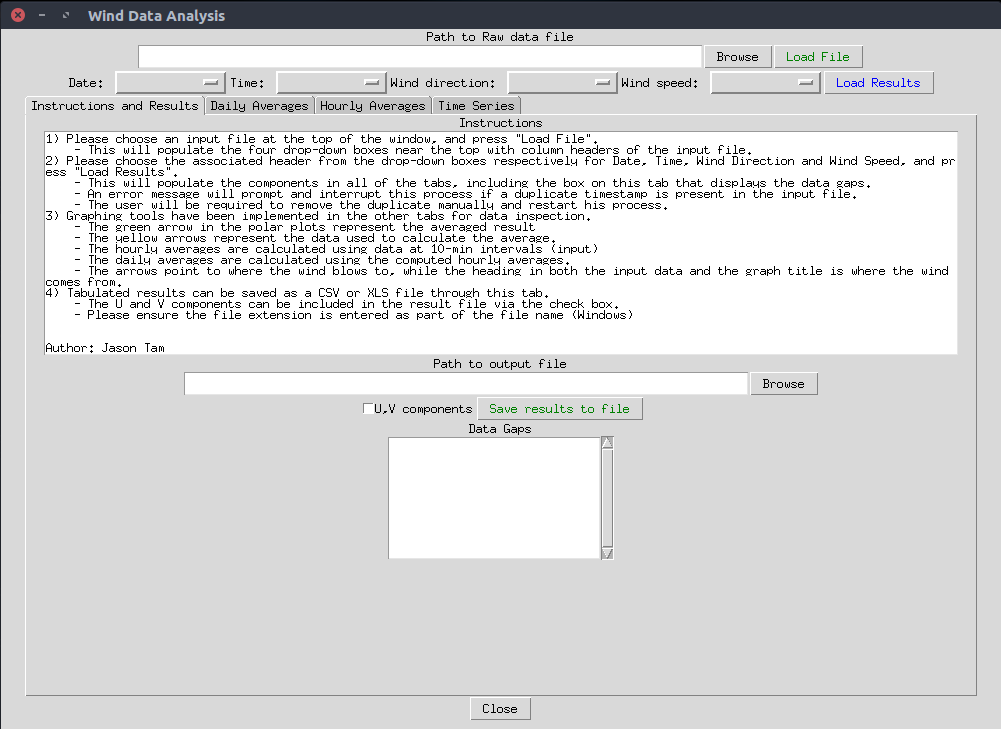 Wind Data Analysis
Path to Raw data file
Browse
Load File
Date:
Time:
Wind direction:
Wind speed:
Load Results
Instructions and Results
Daily Averages
Hourly Averages
Time Series
Instructions
1) Please choose an input file at the top of the window, and press "Load File".
- This will populate the four drop-down boxes near the top with column headers of the input file.
2) Please choose the associated header from the drop-down boxes respectively for Date, Time, Wind Direction and Wind Speed, and pr
ess "Load Results".
- This will populate the components in all of the tabs, including the box on this tab that displays the data gaps.
- An error message will prompt and interrupt this process if a duplicate timestamp is present in the input file.
- The user will be required to remove the duplicate manually and restart his process.
3) Graphing tools have been implemented in the other tabs for data inspection.
- The green arrow in the polar plots represent the averaged result
- The yellow arrows represent the data used to calculate the average.
- The hourly averages are calculated using data at 10-min intervals (input)
- The daily averages are calculated using the computed hourly averages.
- The arrows point to where the wind blows to, while the heading in both the input data and the graph title is where the wind
comes from.
4) Tabulated results can be saved as a CSV or XLS file through this tab.
- The U and V components can be included in the result file via the check box.
- Please ensure the file extension is entered as part of the file name (Windows)
Author: Jason Tam
Path to output file
Browse
U,V components
Save results to file
Data Gaps
Close